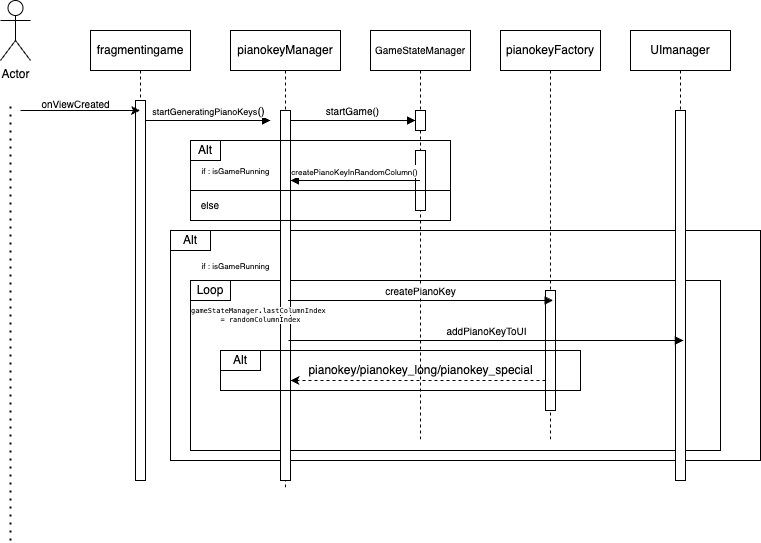 fragmentingame
pianokeyManager
GameStateManager
pianokeyFactory
UImanager
Actor
onViewCreated
startGeneratingPianoKeys()
startGame()
Alt
if : isGameRunning
createPianoKeyInRandomColumn()
else
Alt
if : isGameRunning
Loop
createPianoKey
gameStateManager.lastColumnIndex
= randomColumnIndex
addPianoKeyToUI
Alt
pianokey/pianokey_long/pianokey_special